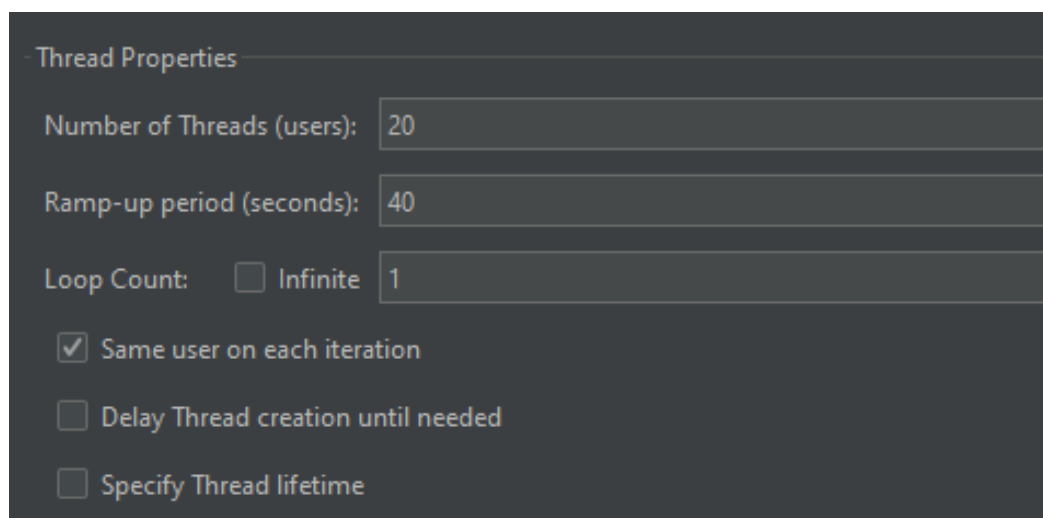 Thread Properties
Number of Threads (users): 20
Ramp-up period (seconds): 40
Loop Count: Infinite 1
Same user on each iteration
Delay Thread creation until needed
Specify Thread lifetime